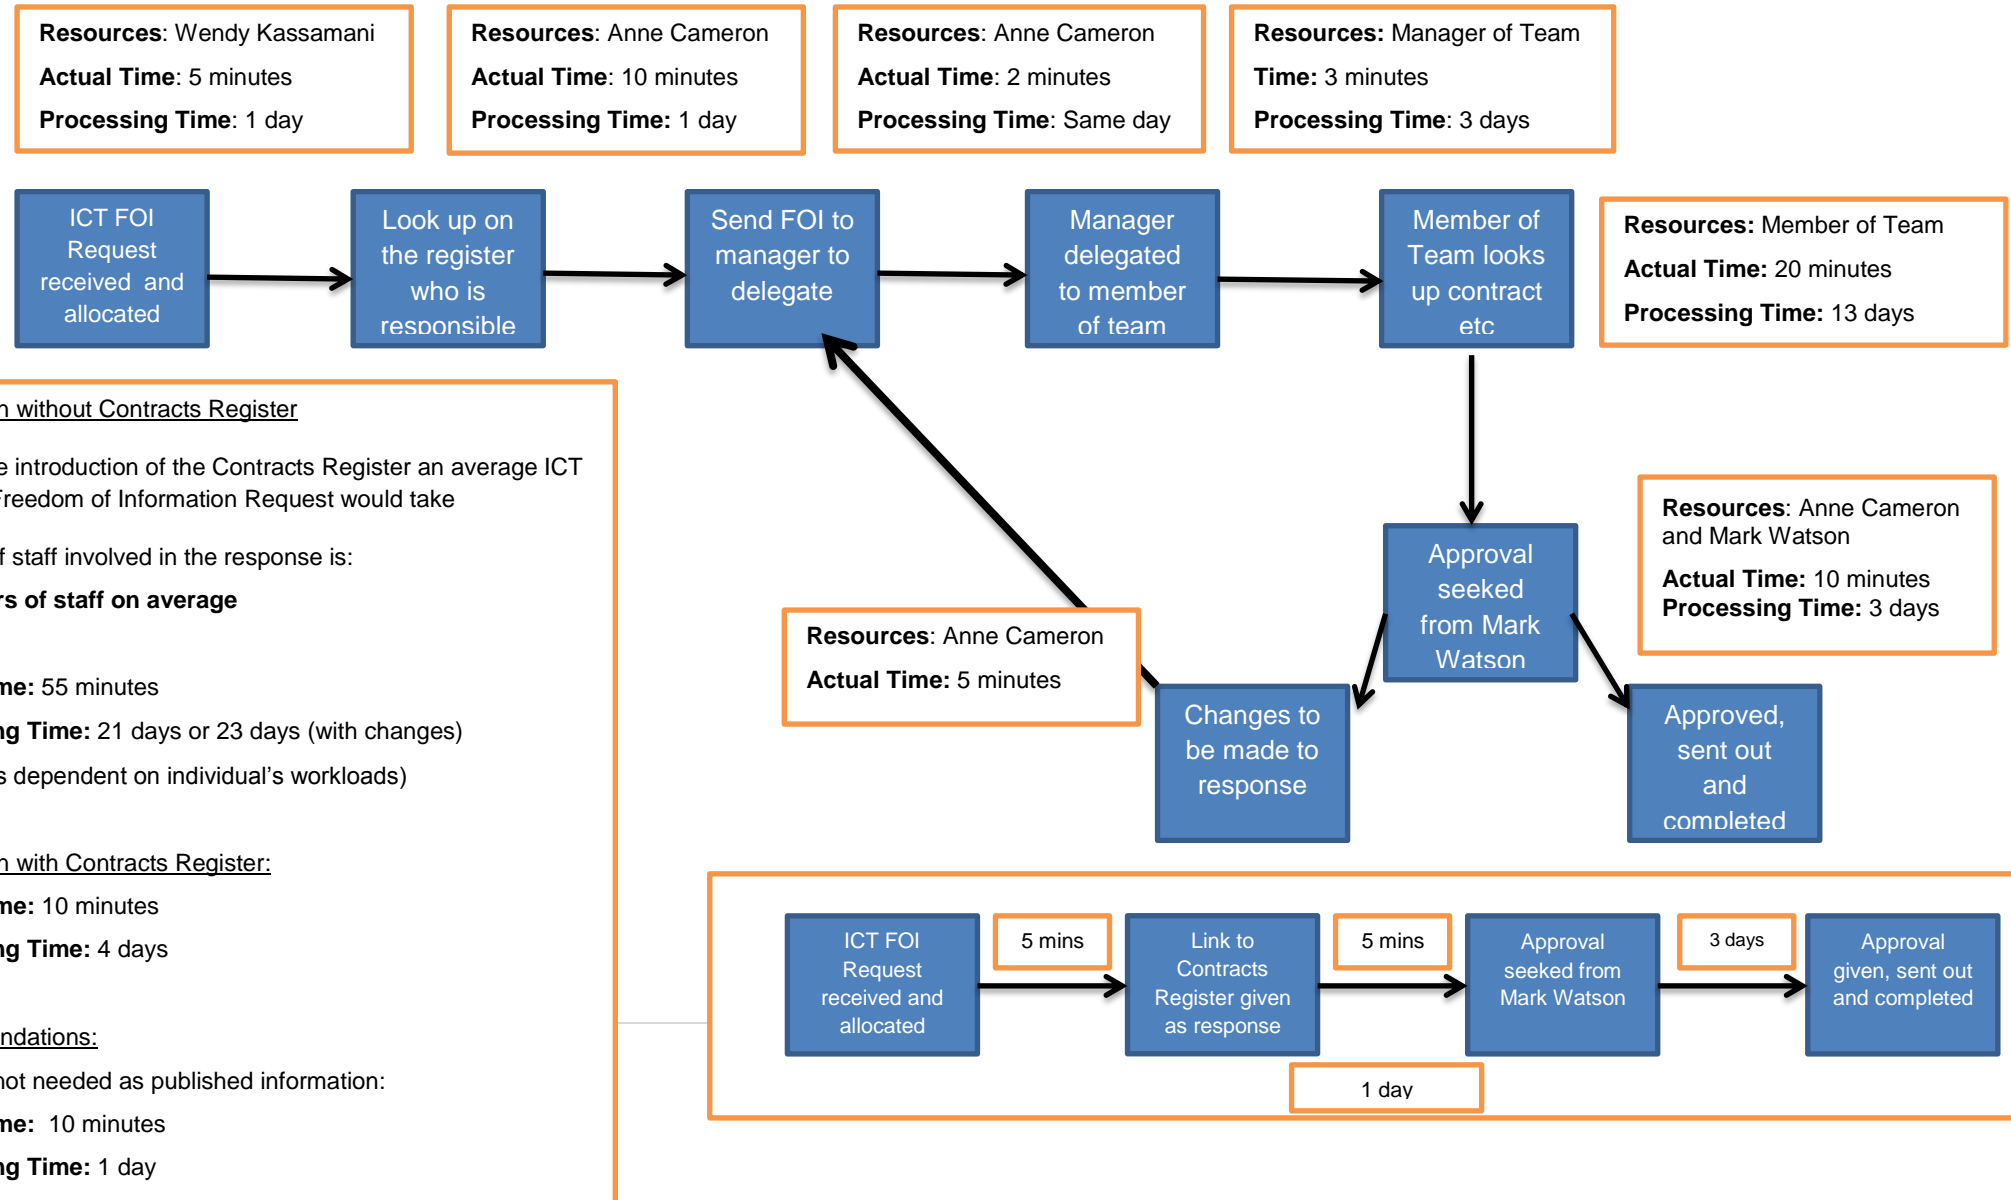 Resources: Wendy Kassamani
Actual Time: 5 minutes
Processing Time: 1 day
Resources: Anne Cameron
Actual Time: 10 minutes
Processing Time: 1 day
Resources: Anne Cameron
Actual Time: 2 minutes
Processing Time: Same day
Resources: Manager of Team
Time: 3 minutes
Processing Time: 3 days
ICT FOI
Request
received and
allocated
Look up on
the register
who is
responsible
Send FOI to
manager to
delegate
Manager
delegated
to member
of team
Member of
Team looks
up contract
etc
Resources: Member of Team
Actual Time: 20 minutes
Processing Time: 13 days
without Contracts Register
introduction of the Contracts Register an average ICT
Freedom of Information Request would take
staff involved in the response is:
of staff on average
55 minutes
Time: 21 days or 23 days (with changes)
dependent on individual's workloads)
with Contracts Register:
10 minutes
Time: 4 days
not needed as published information:
10 minutes
Time: 1 day
Approval
seeked
from Mark
Watson
Resources: Anne Cameron
and Mark Watson
Actual Time: 10 minutes
Processing Time: 3 days
Resources: Anne Cameron
Actual Time: 5 minutes
Changes to
be made to
response
Approved,
sent out
and
completed
ICT FOI
Request
received and
allocated
5 mins
Link to
Contracts
Register given
as response
5 mins
Approval
seeked from
Mark Watson
3 days
Approval
given, sent out
and completed
1 day